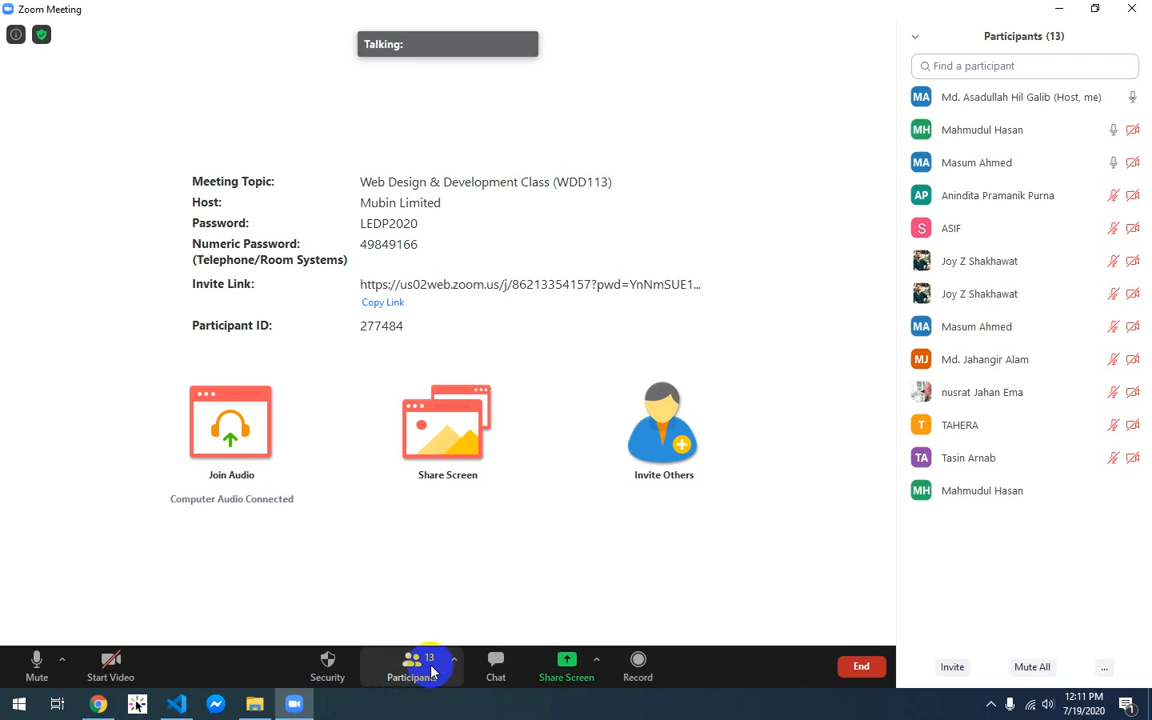 Zoom Meeting
Talking:
Meeting Topic: Web Design & Development Class (WDD113)
Host: Mubin Limited
Password: LEDP2020
Numeric Password: 49849166
(Telephone/Room Systems)
Invite Link: https://us02web.zoom.us/j/86213354157?pwd=YnNmSUE1...
Copy Link
Participant ID: 277484
Join Audio
Share Screen
Invite Others
Computer Audio Connected
Participants (13)
Find a participant
MA Md. Asadullah Hil Galib (Host, me)
MH Mahmudul Hasan
MA Masum Ahmed
AP Anindita Pramanik Purna
S ASIF
Joy Z Shakhawat
Joy Z Shakhawat
MA Masum Ahmed
MJ Md. Jahangir Alam
nusrat Jahan Ema
T TAHERA
TA Tasin Arnab
MH Mahmudul Hasan
Invite
Mute All
...
Mute
Start Video
Security
13
Participants
Chat
Share Screen
Record
End
12:11 PM
7/19/2020
1